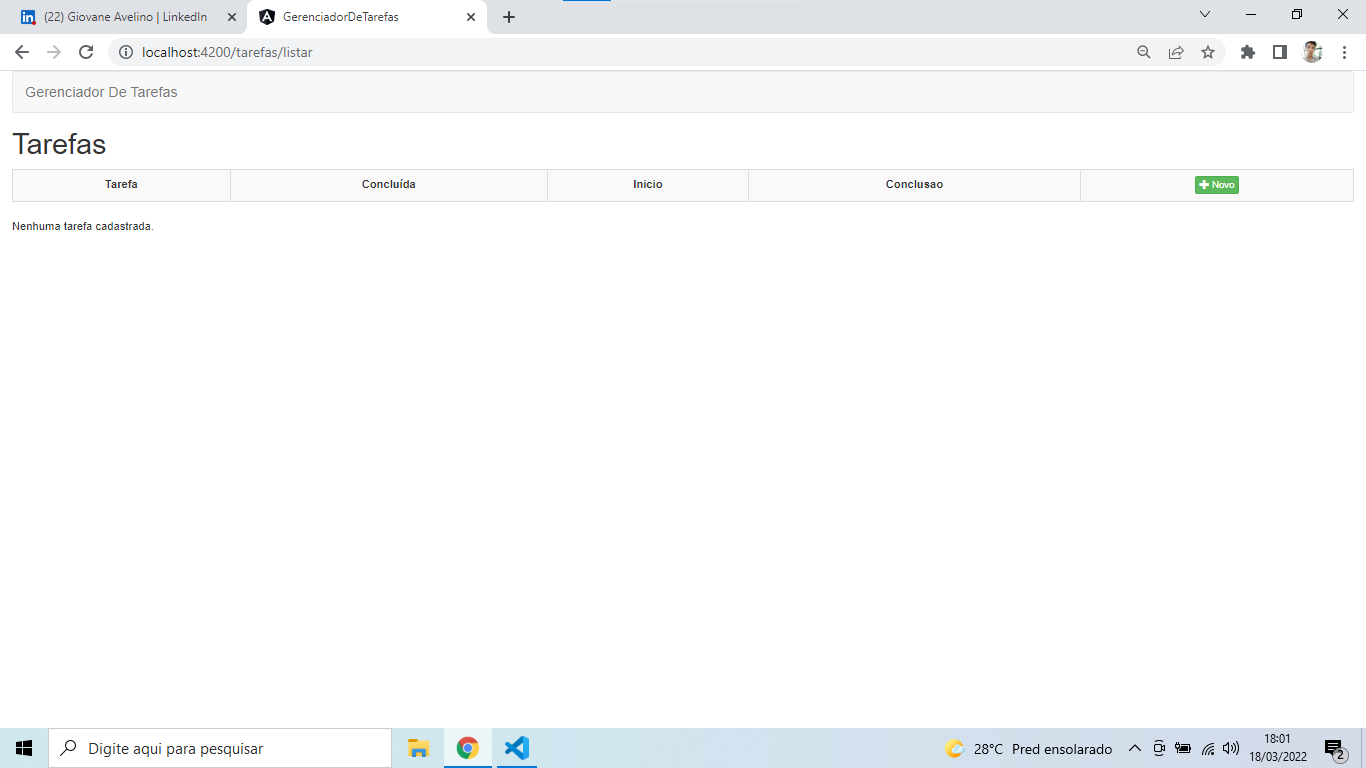 (22) Giovane Avelino | LinkedIn
GerenciadorDeTarefas
localhost:4200/tarefas/listar
Gerenciador De Tarefas
Tarefas
Tarefa Concluída Inicio Conclusao Novo
Nenhuma tarefa cadastrada.
Digite aqui para pesquisar
28°C Pred ensolarado
18:01
18/03/2022
2